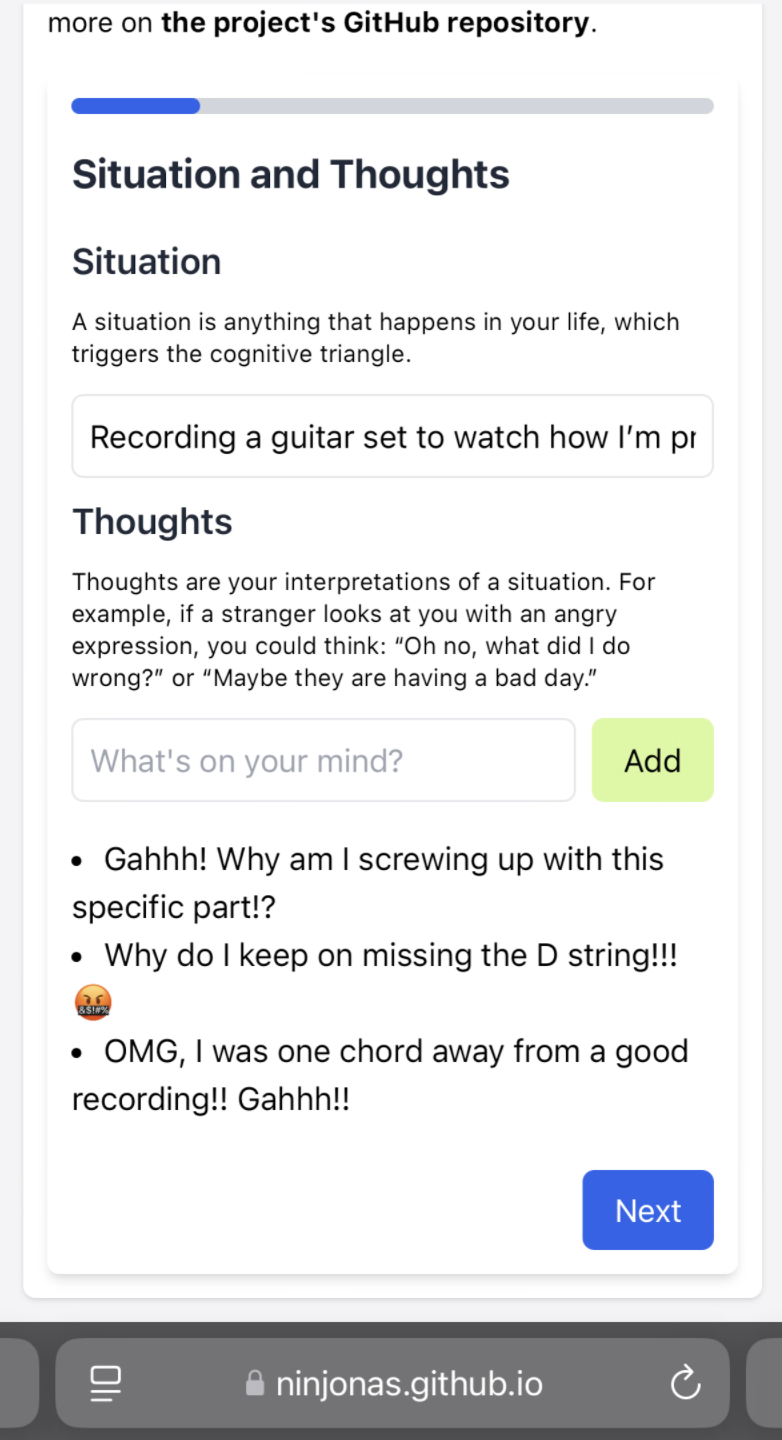 more on the project's GitHub repository.
Situation and Thoughts
Situation
A situation is anything that happens in your life, which
triggers the cognitive triangle.
Recording a guitar set to watch how I’m pr
Thoughts
Thoughts are your interpretations of a situation. For
example, if a stranger looks at you with an angry
expression, you could think: “Oh no, what did I do
wrong?” or “Maybe they are having a bad day.”
What's on your mind?
Add
• Gahhh! Why am I screwing up with this
specific part!?
• Why do I keep on missing the D string!!!
🤬
• OMG, I was one chord away from a good
recording!! Gahhh!!
Next
ninjonas.github.io